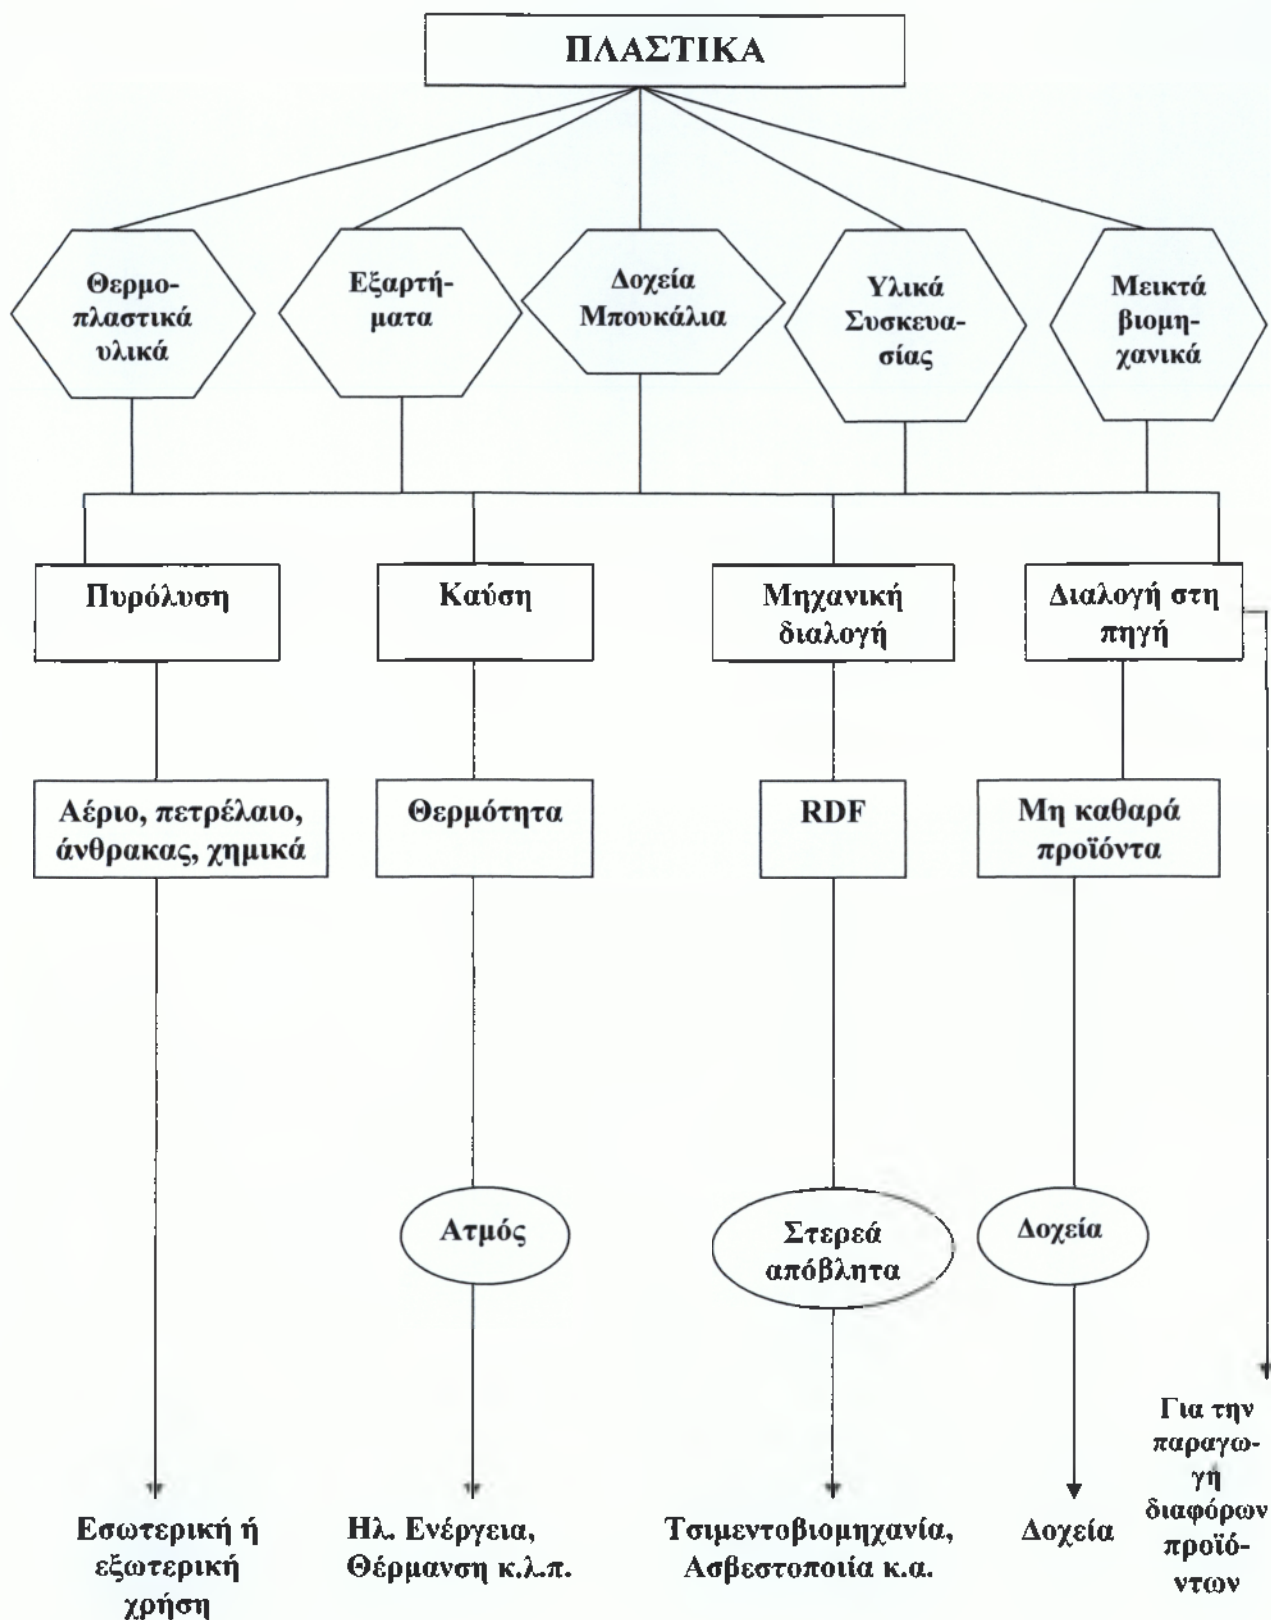 ΠΛΑΣΤΙΚΑ
Θερμο-
πλαστικά
υλικά
Εξαρτή-
ματα
Δοχεία
Μπουκάλια
Υλικά
Συσκευα-
σίας
Μεικτά
βιομη-
χανικά
Πυρόλυση
Καύση
Μηχανική
διαλογή
Διαλογή στη
πηγή
Αέριο, πετρέλαιο,
άνθρακας, χημικά
Θερμότητα
RDF
Μη καθαρά
προϊόντα
Ατμός
Στερεά
απόβλητα
Δοχεία
Εσωτερική ή
εξωτερική
χρήση
Ηλ. Ενέργεια,
Θέρμανση κ.λ.π.
Τσιμεντοβιομηχανία,
Ασβεστοποιία κ.α.
Δοχεία
Για την
παραγω-
γή
διαφόρων
προϊό-
ντων